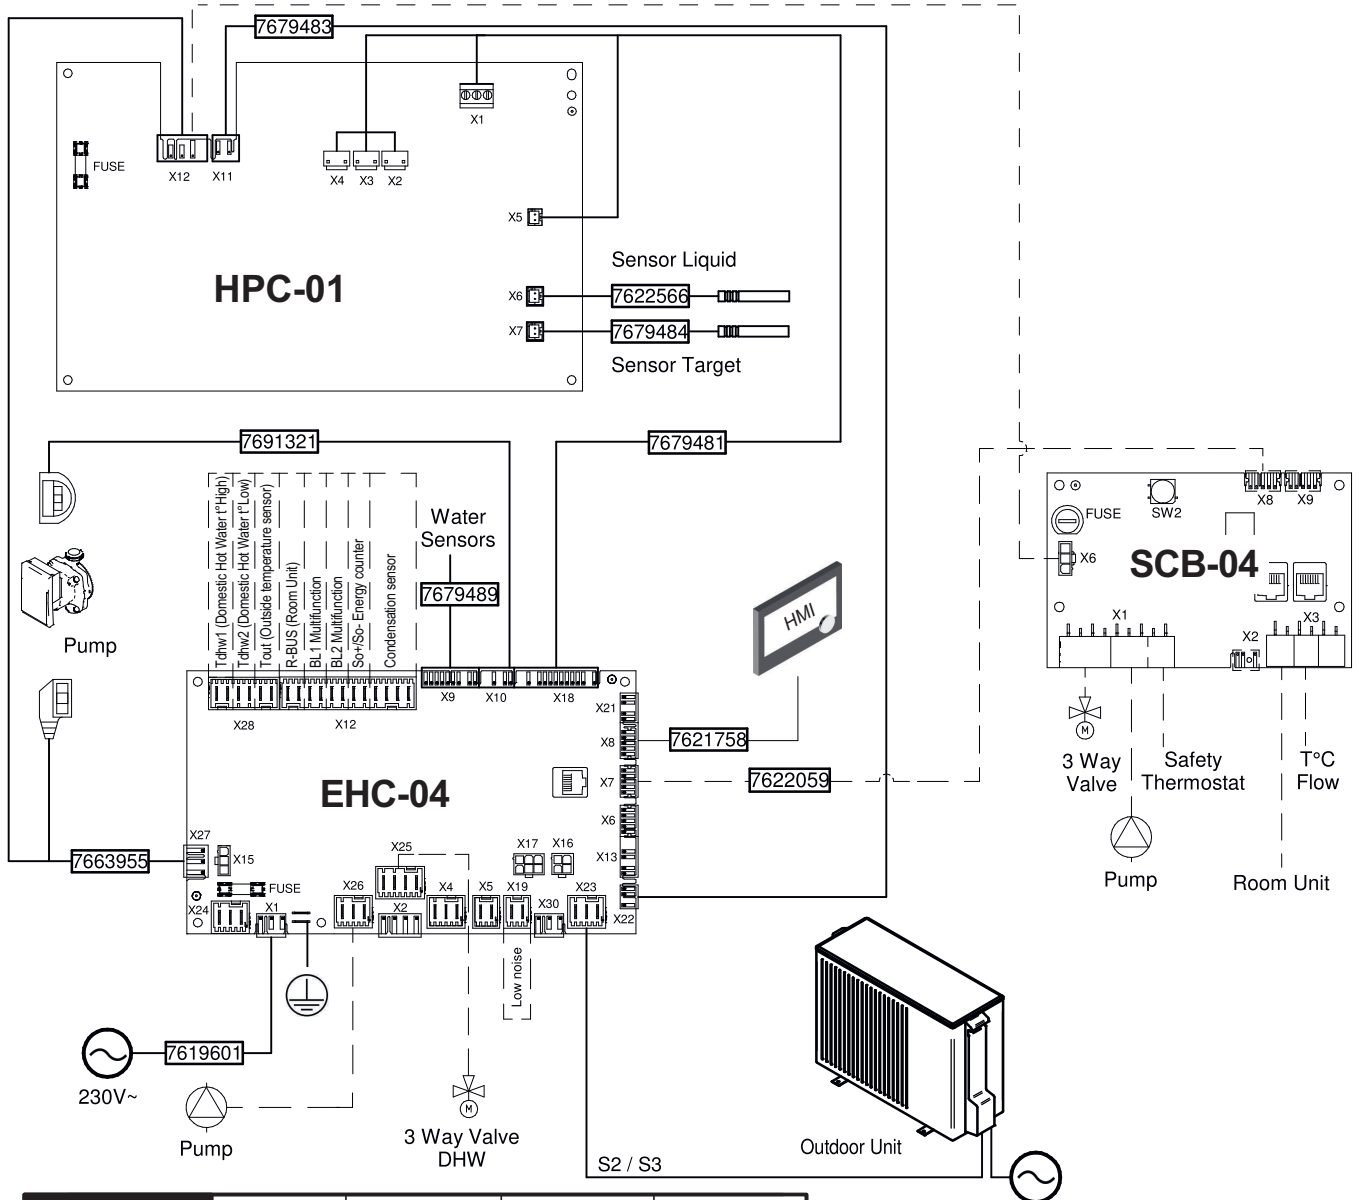 7679483
X1
FUSE
X12
X11
X4
X3
X2
X5
HPC-01
Sensor Liquid
X6
7622566
X7
7679484
Sensor Target
7691321
7679481
Tdhw1 (Domestic Hot Water t°High)
Tdhw2 (Domestic Hot Water t°Low)
Tout (Outside temperature sensor)
R-BUS (Room Unit)
BL1 Multifunction
BL2 Multifunction
So+/So- Energy counter
Condensation sensor
Water
Sensors
7679489
Pump
HMI
X8
X9
SW2
FUSE
X6
SCB-04
X1
X2
X3
M
3 Way
Valve
Safety
Thermostat
T°C
Flow
Pump
Room Unit
X28
X12
X9
X10
X18
X21
X8
7621758
X7
7622059
EHC-04
X6
X27
X15
7663955
X25
X17
X16
X13
FUSE
X24
X1
X26
X2
X4
X5
X19
X30
X23
X22
Low noise
7619601
230V~
Pump
M
3 Way Valve
DHW
Outdoor Unit
S2 / S3